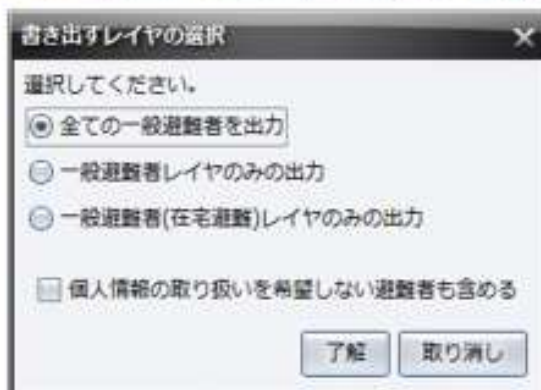 書き出すレイヤの選択
選択してください。
全ての一般避難者を出力
一般避難者レイヤのみの出力
一般避難者(在宅避難)レイヤのみの出力
個人情報の取り扱いを希望しない避難者も含める
了解 取り消し